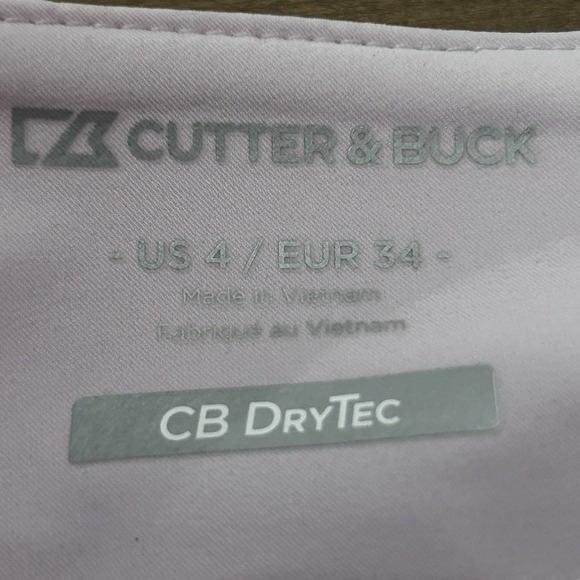 CUTTER & BUCK
- US 4 / EUR 34 -
Made in Vietnam
Fabriqué au Vietnam
CB DRYTEC